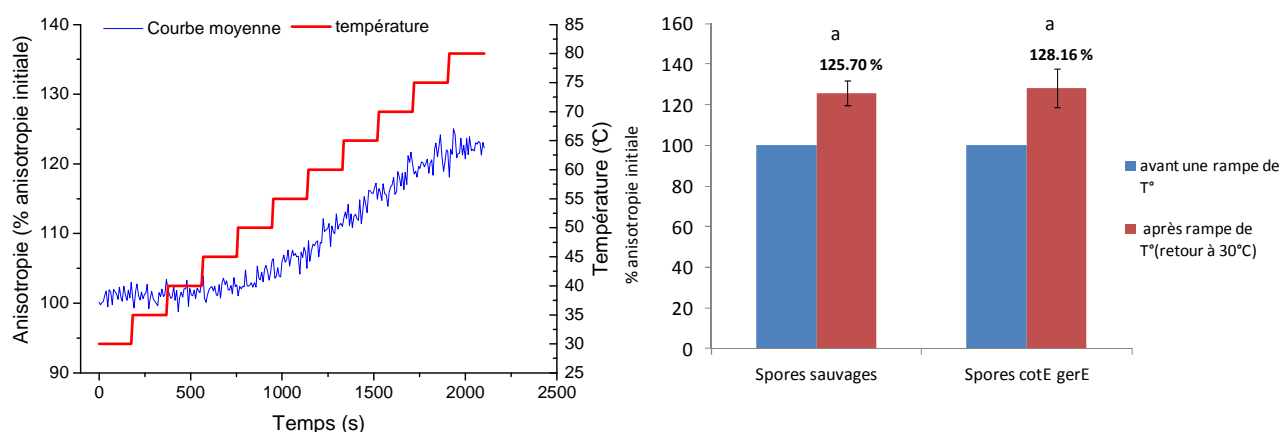 Courbe moyenne
température
Anisotropie (% anisotropie initiale)
140
130
120
110
100
90
0
500
1000
1500
2000
2500
Temps (s)
85
80
75
70
65
60
55
50
45
40
35
30
25
Température (°C)
% anisotropie initiale
160
140
120
100
80
60
40
20
0
a
125.70 %
a
128.16 %
Spores sauvages
Spores cotE gerE
avant une rampe de
T°
après rampe de
T°(retour à 30°C)